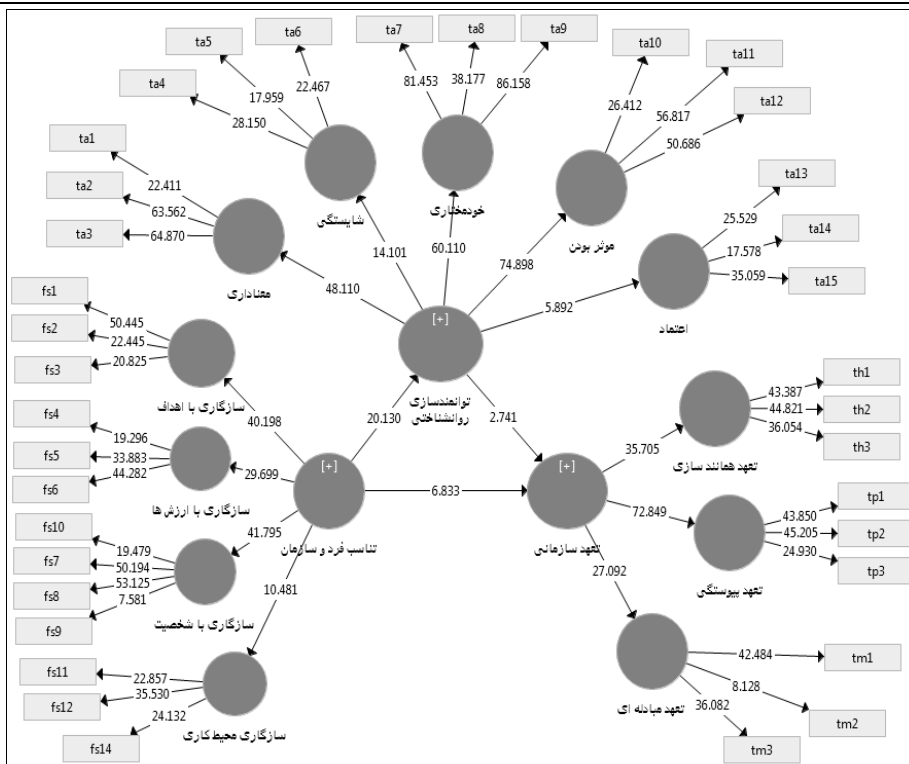 ta5
ta6
ta7
ta8
ta9
ta10
ta11
ta12
ta4
ta1
ta2
ta3
ta13
ta14
ta15
17.959
22.467
28.150
81.453
38.177
86.158
26.412
56.817
50.686
22.411
63.562
64.870
25.529
17.578
35.059
شایستگی
خودمختاری
موثر بودن
معناداری
اعتماد
14.101
60.110
74.898
48.110
5.892
[+]
توانمندسازی
روانشناختی
fs1
fs2
fs3
50.445
22.445
20.825
سازگاری با اهداف
fs4
fs5
fs6
19.296
33.883
44.282
سازگاری با ارزش ها
fs10
fs7
fs8
fs9
19.479
50.194
53.125
7.581
سازگاری با شخصیت
fs11
fs12
fs14
22.857
35.530
24.132
سازگاری محیط کاری
40.198
29.699
41.795
10.481
[+]
تناسب فرد و سازمان
20.130
2.741
6.833
[+]
تعهد سازمانی
35.705
72.849
27.092
th1
th2
th3
43.387
44.821
36.054
تعهد همانند سازی
tp1
tp2
tp3
43.850
45.205
24.930
تعهد پیوستگی
tm1
tm2
tm3
42.484
8.128
36.082
تعهد مبادله ای